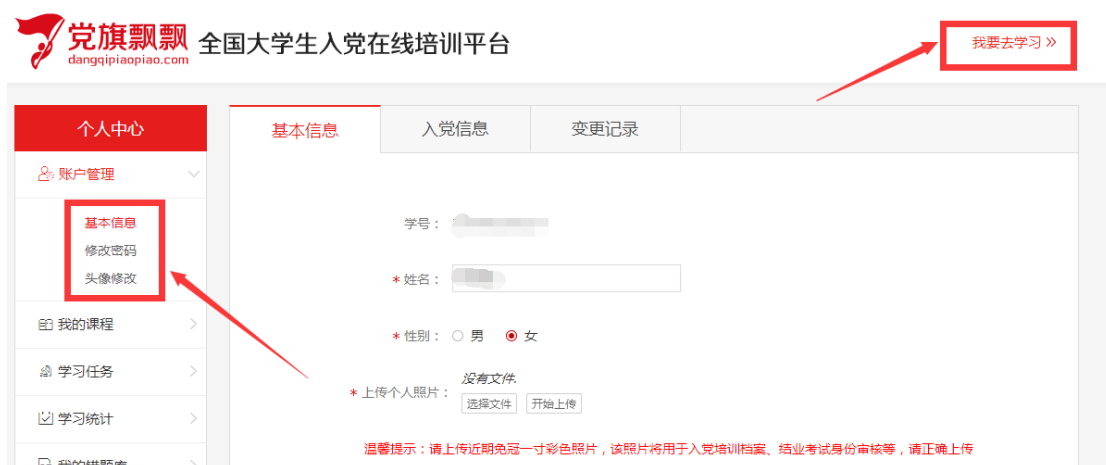 党旗飘飘 全国大学生入党在线培训平台
dangqipiaopiao.com
我要去学习
个人中心
基本信息 入党信息 变更记录
账户管理
基本信息
修改密码
头像修改
我的课程
学习任务
学习统计
我的错题库
学号：
* 姓名：
* 性别： 男 女
* 上传个人照片：
没有文件.
选择文件 开始上传
温馨提示：请上传近期免冠一寸彩色照片，该照片将用于入党培训档案、结业考试身份审核等，请正确上传